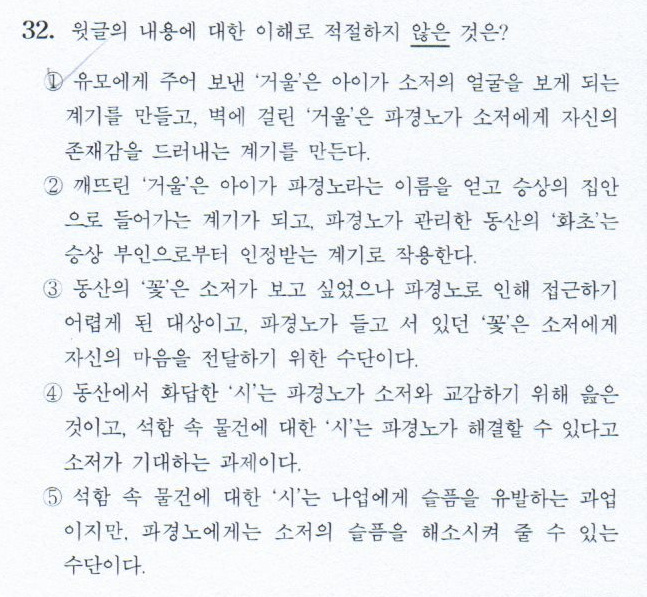 32. 윗글의 내용에 대한 이해로 적절하지 않은 것은?
① 유모에게 주어 보낸 ‘거울’은 아이가 소저의 얼굴을 보게 되는
계기를 만들고, 벽에 걸린 ‘거울’은 파경노가 소저에게 자신의
존재감을 드러내는 계기를 만든다.
② 깨뜨린 ‘거울’은 아이가 파경노라는 이름을 얻고 승상의 집안
으로 들어가는 계기가 되고, 파경노가 관리한 동산의 ‘화초’는
승상 부인으로부터 인정받는 계기로 작용한다.
③ 동산의 ‘꽃’은 소저가 보고 싶었으나 파경노로 인해 접근하기
어렵게 된 대상이고, 파경노가 들고 서 있던 ‘꽃’은 소저에게
자신의 마음을 전달하기 위한 수단이다.
④ 동산에서 화답한 ‘시’는 파경노가 소저와 교감하기 위해 읊은
것이고, 석함 속 물건에 대한 ‘시’는 파경노가 해결할 수 있다고
소저가 기대하는 과제이다.
⑤ 석함 속 물건에 대한 ‘시’는 나업에게 슬픔을 유발하는 과업
이지만, 파경노에게는 소저의 슬픔을 해소시켜 줄 수 있는
수단이다.